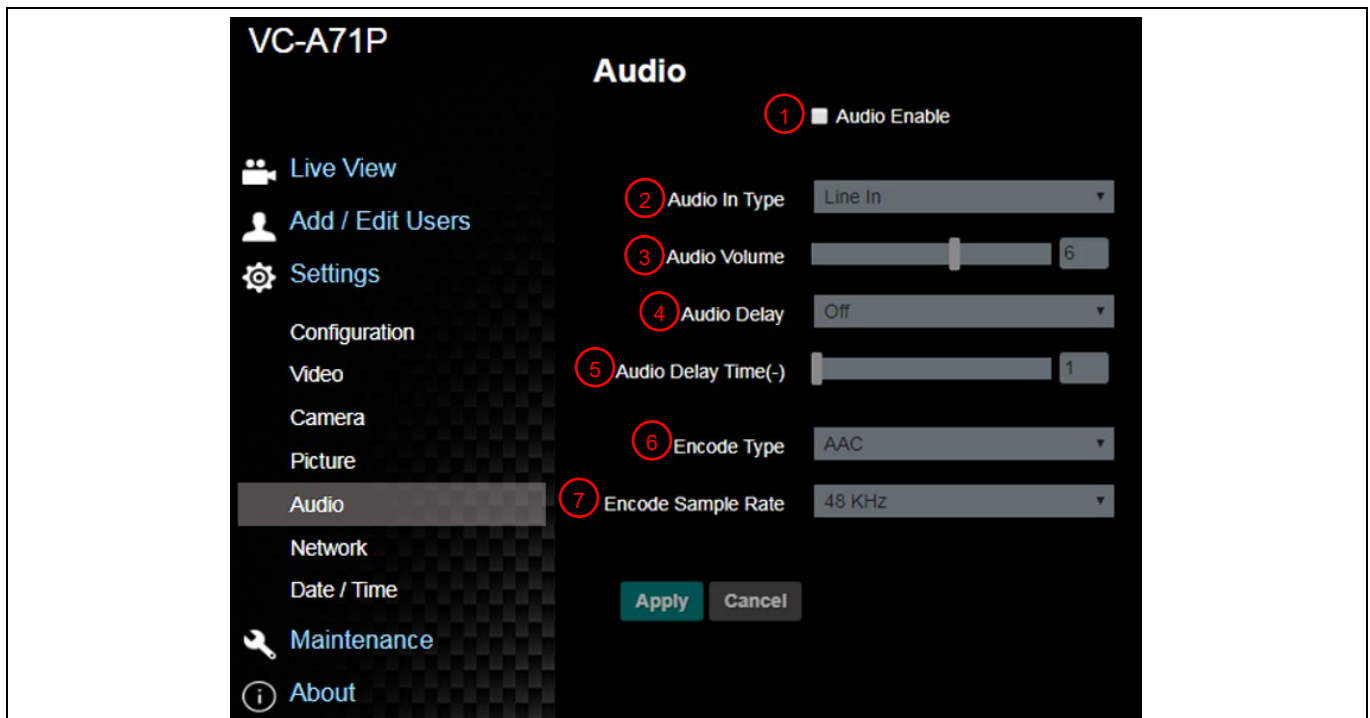 VC-A71P
Live View
Add / Edit Users
Settings
Configuration
Video
Camera
Picture
Audio
Network
Date / Time
Maintenance
About
Audio
1 Audio Enable
2 Audio In Type Line In
3 Audio Volume 6
4 Audio Delay Off
5 Audio Delay Time(-) 1
6 Encode Type AAC
7 Encode Sample Rate 48 KHz
Apply Cancel